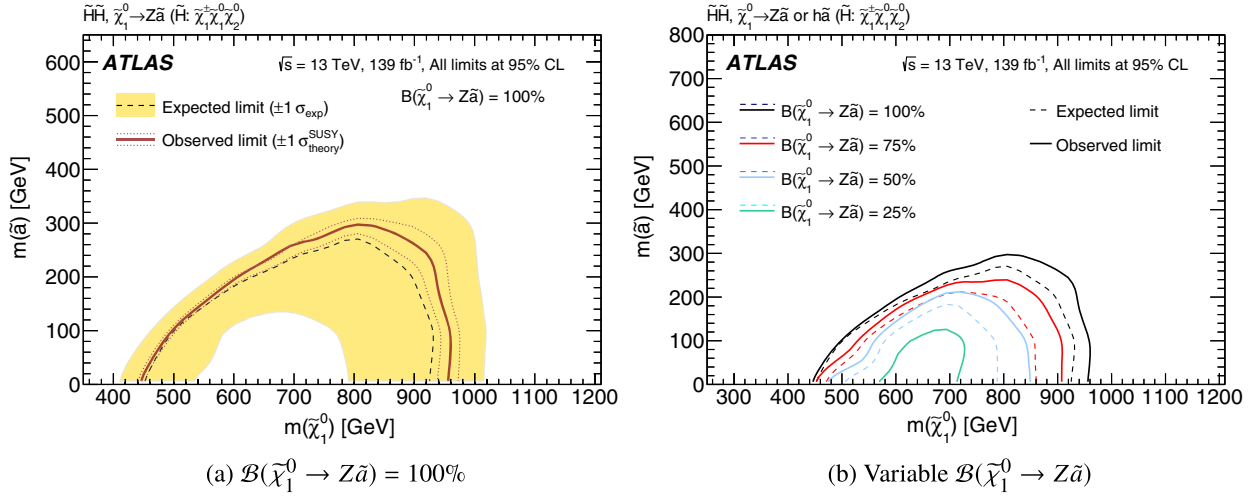 H̃H̃, χ̃₁⁰→Zã (H̃: χ̃₁±χ̃₁⁰χ̃₂⁰)
ATLAS
√s = 13 TeV, 139 fb⁻¹, All limits at 95% CL
B(χ̃₁⁰ → Zã) = 100%
Expected limit (±1 σexp)
Observed limit (±1 σ^SUSY_theory)
m(ã) [GeV]
600
500
400
300
200
100
0
400 500 600 700 800 900 1000 1100 1200
m(χ̃₁⁰) [GeV]
(a) ℬ(χ̃₁⁰ → Zã) = 100%
H̃H̃, χ̃₁⁰→Zã or hã (H̃: χ̃₁±χ̃₁⁰χ̃₂⁰)
ATLAS
√s = 13 TeV, 139 fb⁻¹, All limits at 95% CL
B(χ̃₁⁰ → Zã) = 100%
B(χ̃₁⁰ → Zã) = 75%
B(χ̃₁⁰ → Zã) = 50%
B(χ̃₁⁰ → Zã) = 25%
Expected limit
Observed limit
m(ã) [GeV]
800
700
600
500
400
300
200
100
0
300 400 500 600 700 800 900 1000 1100 1200
m(χ̃₁⁰) [GeV]
(b) Variable ℬ(χ̃₁⁰ → Zã)